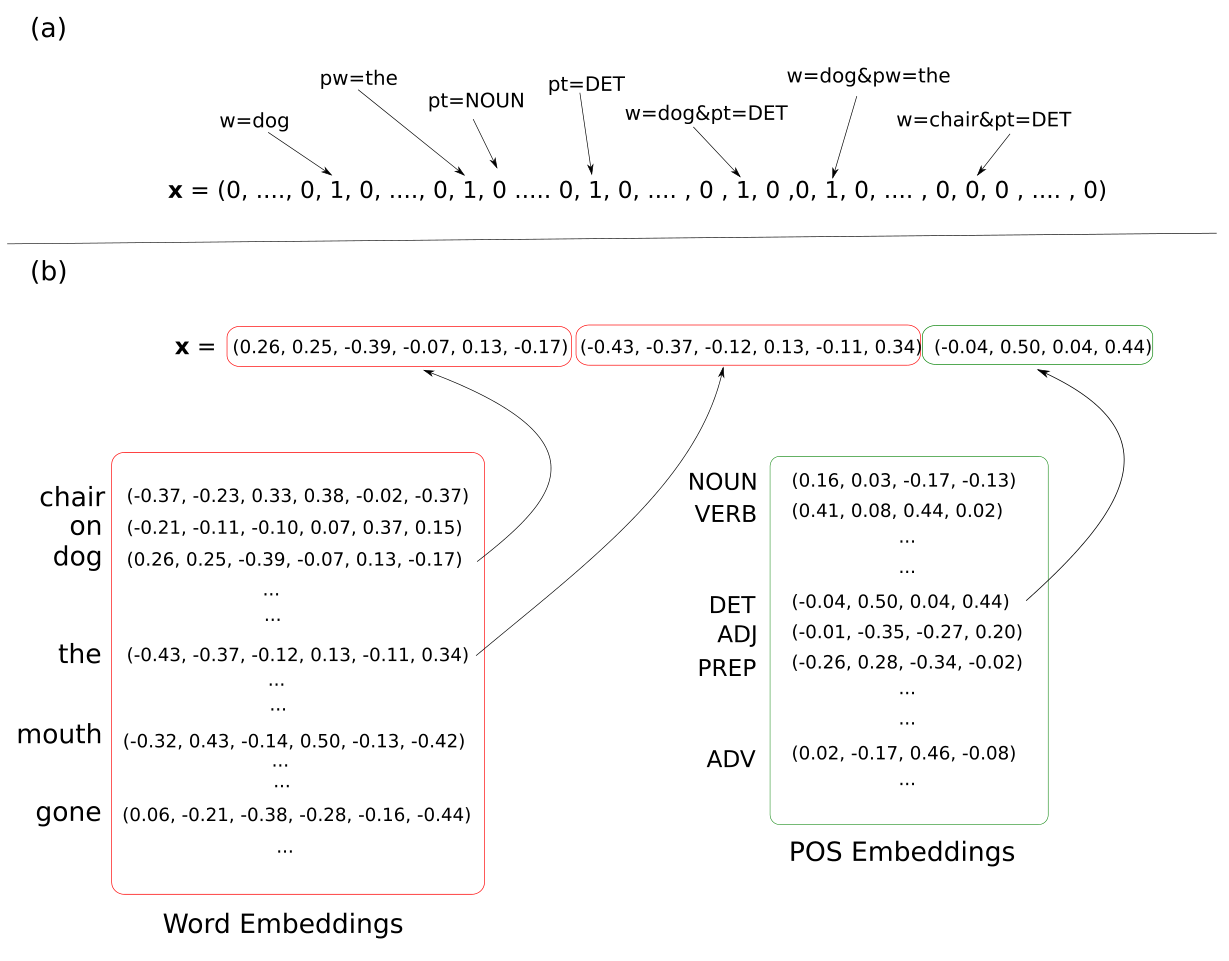 (a)
w=dog
pw=the
pt=NOUN
pt=DET
w=dog&pt=DET
w=dog&pw=the
w=chair&pt=DET
x = (0, ...., 0, 1, 0, ...., 0, 1, 0 ..... 0, 1, 0, .... , 0 , 1, 0 ,0, 1, 0, .... , 0, 0, 0 , .... , 0)
(b)
x = (0.26, 0.25, -0.39, -0.07, 0.13, -0.17) (-0.43, -0.37, -0.12, 0.13, -0.11, 0.34) (-0.04, 0.50, 0.04, 0.44)
chair (-0.37, -0.23, 0.33, 0.38, -0.02, -0.37)
on (-0.21, -0.11, -0.10, 0.07, 0.37, 0.15)
dog (0.26, 0.25, -0.39, -0.07, 0.13, -0.17)
...
...
the (-0.43, -0.37, -0.12, 0.13, -0.11, 0.34)
...
...
mouth (-0.32, 0.43, -0.14, 0.50, -0.13, -0.42)
...
...
gone (0.06, -0.21, -0.38, -0.28, -0.16, -0.44)
...
Word Embeddings
NOUN (0.16, 0.03, -0.17, -0.13)
VERB (0.41, 0.08, 0.44, 0.02)
...
...
DET (-0.04, 0.50, 0.04, 0.44)
ADJ (-0.01, -0.35, -0.27, 0.20)
PREP (-0.26, 0.28, -0.34, -0.02)
...
...
ADV (0.02, -0.17, 0.46, -0.08)
...
POS Embeddings